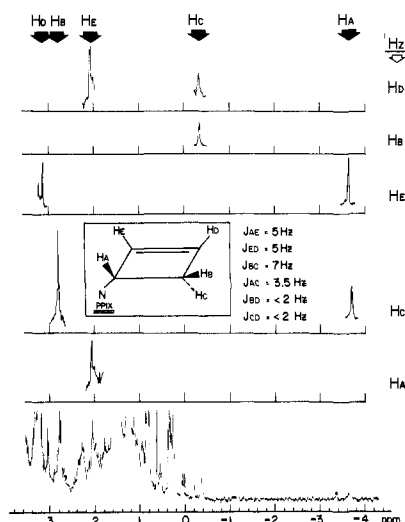 HD HB HE HC HA
Hz
HD
HB
HE
HE HD
HA
HB
N
PPIX
HC
JAE = 5 Hz
JED = 5 Hz
JBC = 7 Hz
JAC = 3.5 Hz
JBD = < 2 Hz
JCD = < 2 Hz
HC
HA
3 2 1 0 -1 -2 -3 -4 ppm